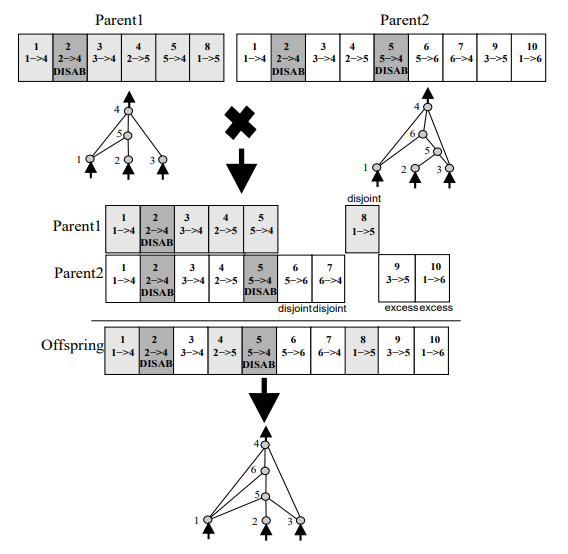 Parent1 Parent2
1 2 3 4 5 8 1 2 3 4 5 6 7 9 10
1−>4 2−>4 3−>4 2−>5 5−>4 1−>5 1−>4 2−>4 3−>4 2−>5 5−>4 5−>6 6−>4 3−>5 1−>6
DISAB DISAB DISAB
4 4
5 6
5
1 2 3 1 2 3
disjoint
1 2 3 4 5 8
Parent1 1−>4 2−>4 3−>4 2−>5 5−>4 1−>5
DISAB
1 2 3 4 5 6 7 9 10
Parent2 1−>4 2−>4 3−>4 2−>5 5−>4 5−>6 6−>4 3−>5 1−>6
DISAB DISAB
disjoint disjoint excess excess
1 2 3 4 5 6 7 8 9 10
Offspring 1−>4 2−>4 3−>4 2−>5 5−>4 5−>6 6−>4 1−>5 3−>5 1−>6
DISAB DISAB
4
6
5
1 2 3